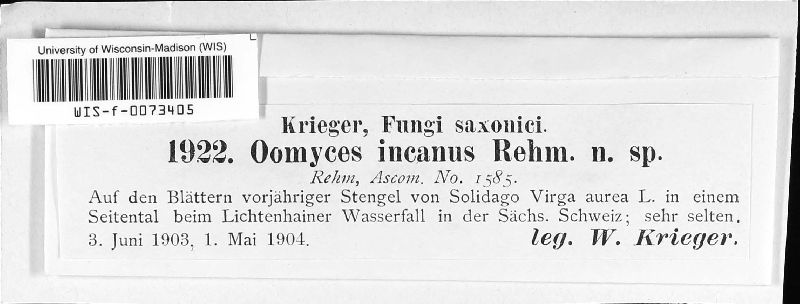 University of Wisconsin-Madison (WIS)
WIS-f-0073405
Krieger, Fungi saxonici.
1922. Oomyces incanus Rehm. n. sp.
Rehm, Ascom. No. 1585.
Auf den Blättern vorjähriger Stengel von Solidago Virga aurea L. in einem
Seitental beim Lichtenhainer Wasserfall in der Sächs. Schweiz; sehr selten.
3. Juni 1903, 1. Mai 1904. leg. W. Krieger.